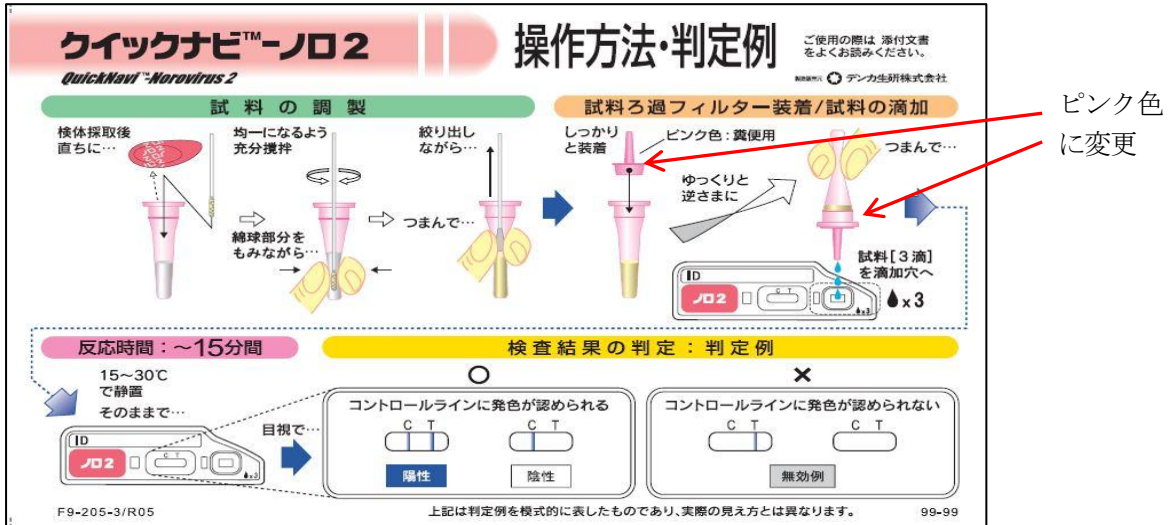 クイックナビ™-ノロ2
QuickNavi™-Norovirus 2
操作方法・判定例
ご使用の際は 添付文書
をよくお読みください。
製造販売元 デンカ生研株式会社
試料の調製
検体採取後
直ちに…
均一になるよう
充分攪拌
綿球部分を
もみながら…
絞り出し
ながら…
つまんで…
試料ろ過フィルター装着/試料の滴加
しっかり
と装着
ピンク色：糞便用
ゆっくりと
逆さまに
つまんで…
試料[3滴]
を滴加穴へ
x3
ID
ノロ2
C T
x3
ピンク色
に変更
反応時間：～15分間
15～30℃
で静置
そのままで…
ID
ノロ2
C T
x3
目視で…
検査結果の判定：判定例
○
コントロールラインに発色が認められる
C T
C T
陽性
陰性
×
コントロールラインに発色が認められない
C T
C T
無効例
F9-205-3/R05
上記は判定例を模式的に表したものであり、実際の見え方とは異なります。
99-99